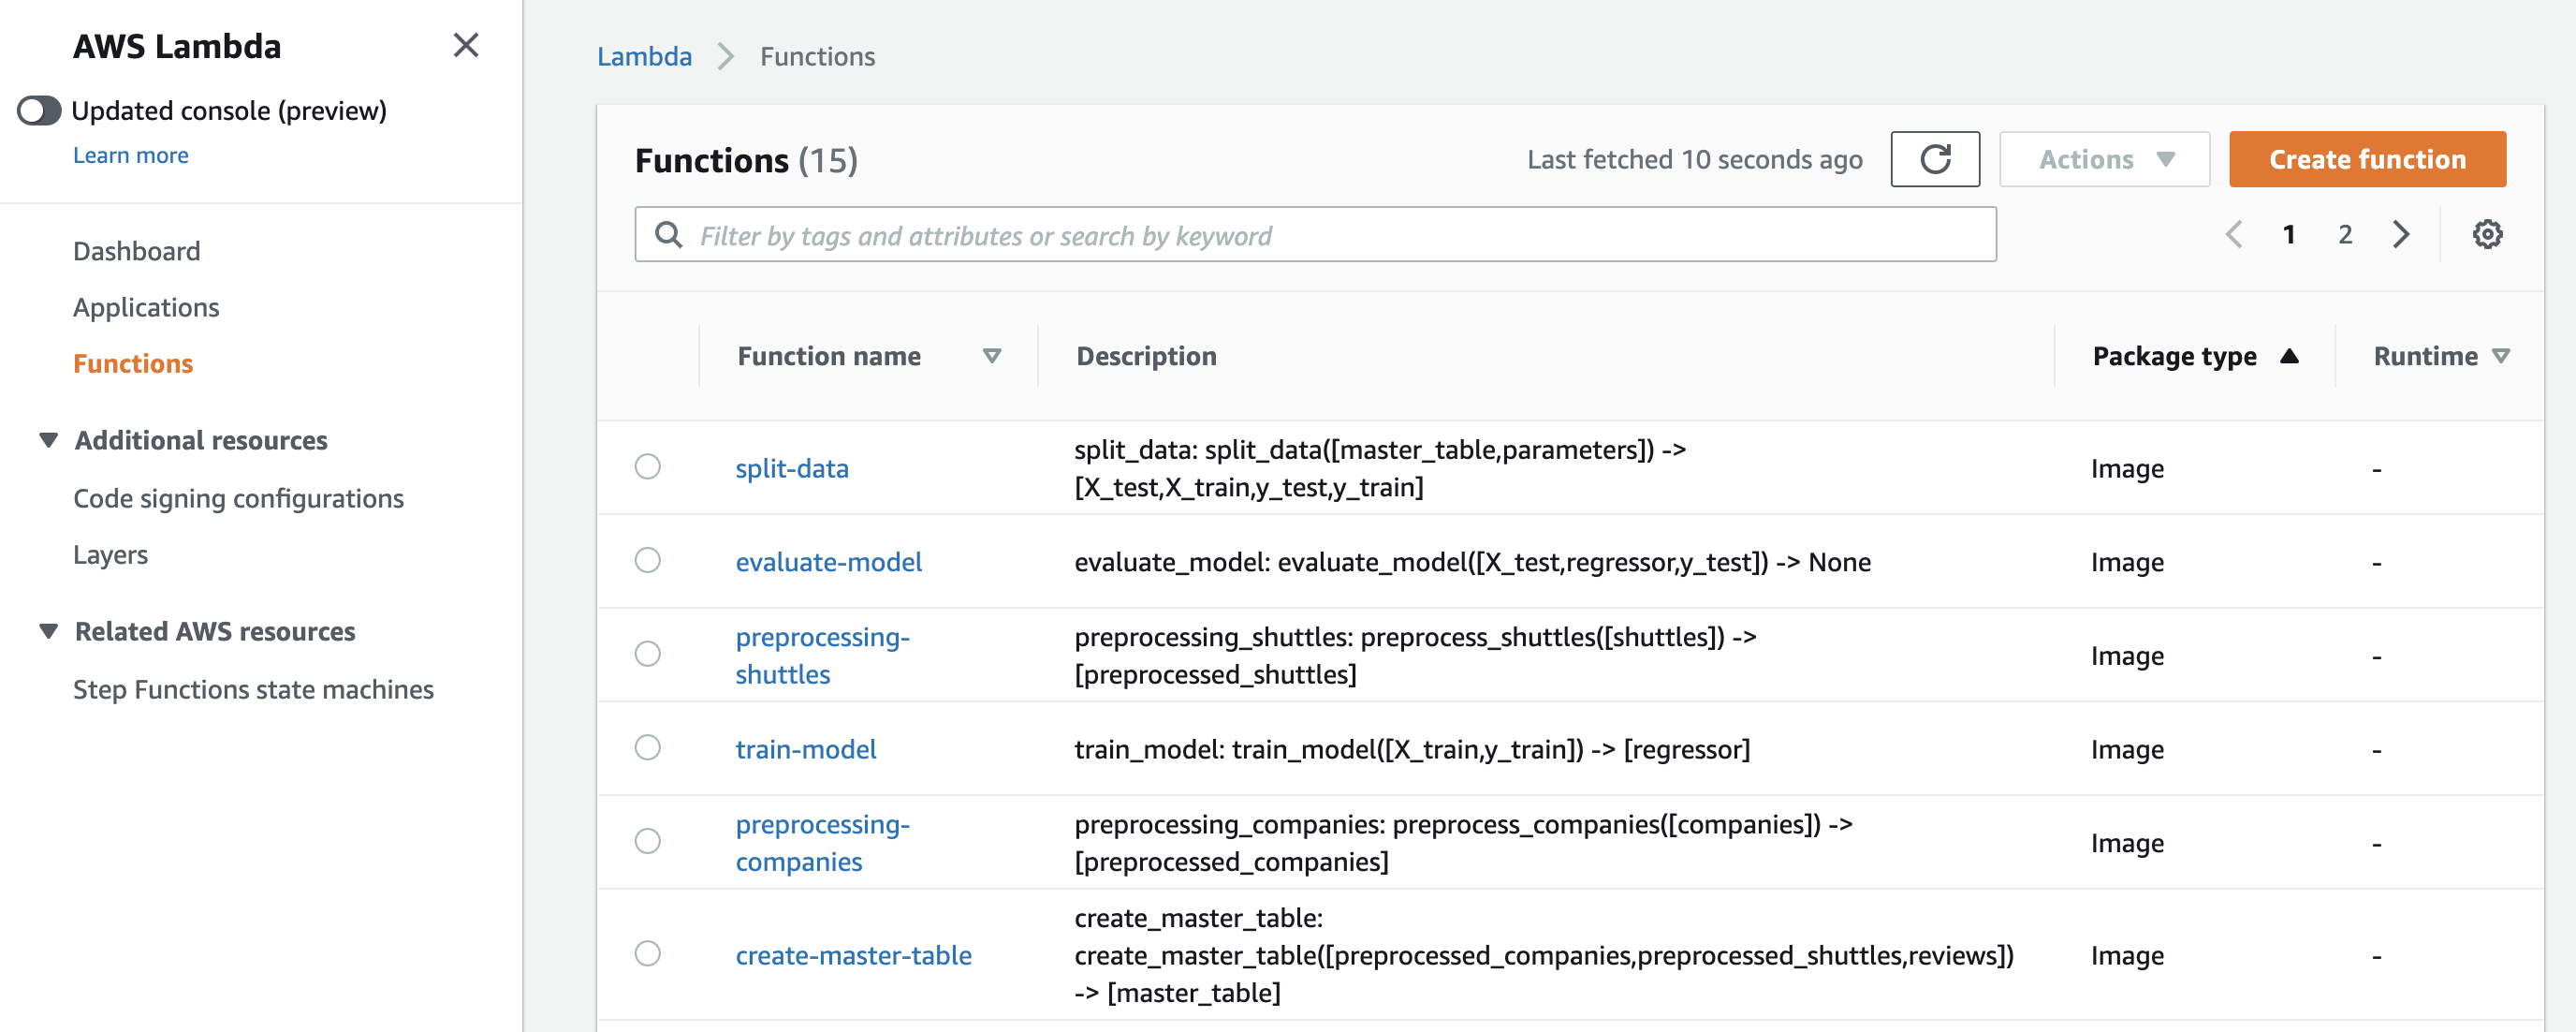 AWS Lambda
Updated console (preview)
Learn more
Dashboard
Applications
Functions
Additional resources
Code signing configurations
Layers
Related AWS resources
Step Functions state machines
Lambda > Functions
Functions (15)
Last fetched 10 seconds ago
Actions
Create function
Filter by tags and attributes or search by keyword
1 2
Function name Description Package type Runtime
split-data
split_data: split_data([master_table,parameters]) ->
[X_test,X_train,y_test,y_train]
Image -
evaluate-model
evaluate_model: evaluate_model([X_test,regressor,y_test]) -> None
Image -
preprocessing-
shuttles
preprocessing_shuttles: preprocess_shuttles([shuttles]) ->
[preprocessed_shuttles]
Image -
train-model
train_model: train_model([X_train,y_train]) -> [regressor]
Image -
preprocessing-
companies
preprocessing_companies: preprocess_companies([companies]) ->
[preprocessed_companies]
Image -
create-master-table
create_master_table:
create_master_table([preprocessed_companies,preprocessed_shuttles,reviews])
-> [master_table]
Image -